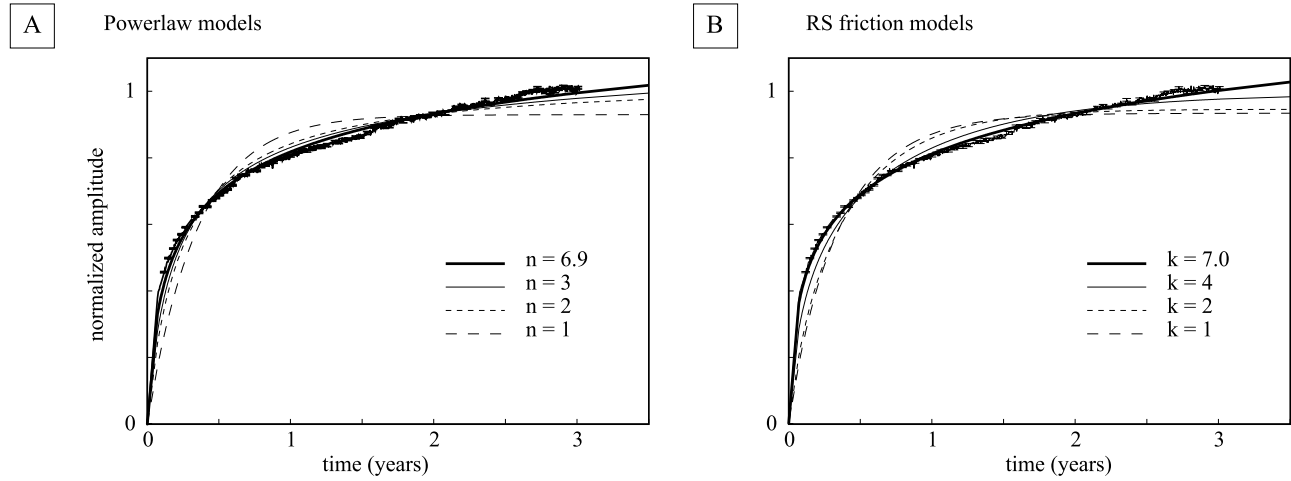 A Powerlaw models
1
normalized amplitude
n = 6.9
n = 3
n = 2
n = 1
0
0 1 2 3
time (years)
B RS friction models
1
k = 7.0
k = 4
k = 2
k = 1
0
0 1 2 3
time (years)